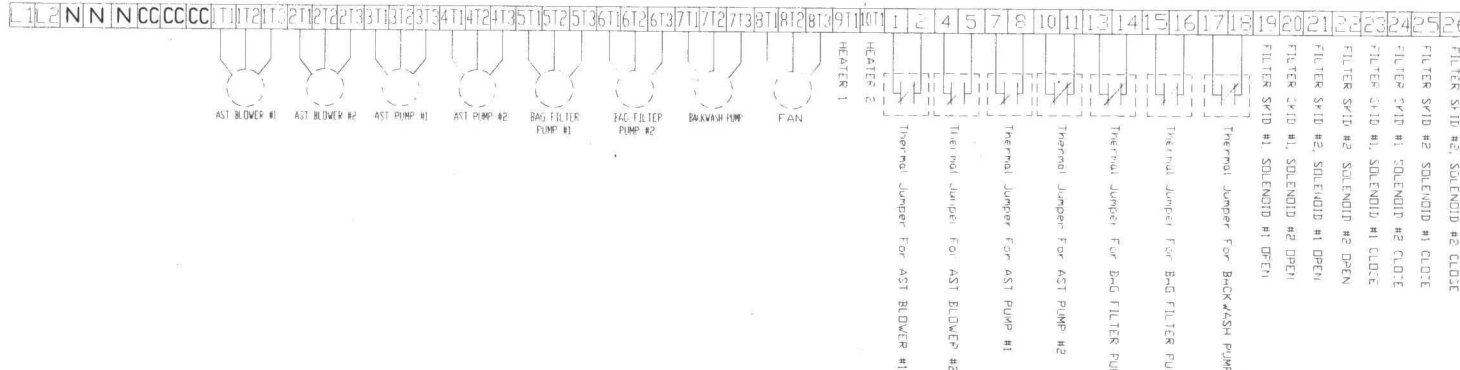 L1 L2 N N N CC CC CC 1T1 1T2 1T3 2T1 2T2 2T3 3T1 3T2 3T3 4T1 4T2 4T3 5T1 5T2 5T3 6T1 6T2 6T3 7T1 7T2 7T3 8T1 8T2 8T3 9T1 10T1 1 2 4 5 7 8 10 11 13 14 15 16 17 18 19 20 21 22 23 24 25 26
AST BLOWER #1
AST BLOWER #2
AST PUMP #1
AST PUMP #2
BAG FILTER
PUMP #1
BAG FILTER
PUMP #2
BACKWASH PUMP
FAN
HEATER 1
HEATER 2
Thermal Jumper For AST BLOWER #1
Thermal Jumper For AST BLOWER #2
Thermal Jumper For AST PUMP #1
Thermal Jumper For AST PUMP #2
Thermal Jumper For BAG FILTER PU
Thermal Jumper For BAG FILTER PU
Thermal Jumper For BACKWASH PUMP
FILTER SKID #1, SOLENOID #1 OPEN
FILTER SKID #1, SOLENOID #2 OPEN
FILTER SKID #2, SOLENOID #1 OPEN
FILTER SKID #2 SOLENOID #2 OPEN
FILTER SKID #1, SOLENOID #1 CLOSE
FILTER SKID #1 SOLENOID #2 CLOSE
FILTER SKID #2 SOLENOID #1 CLOSE
FILTER SKID #2, SOLENOID #2 CLOSE